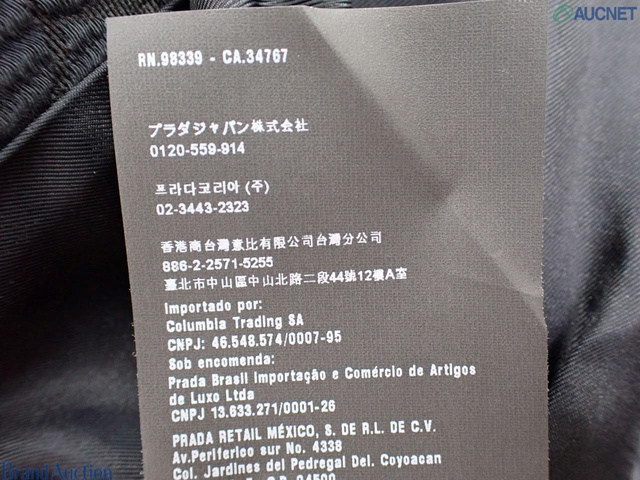 AUCNET
RN.98339 - CA.34767
プラダジャパン株式会社
0120-559-914
프라다코리아 (주)
02-3443-2323
香港商台灣意比有限公司台灣分公司
886-2-2571-5255
臺北市中山區中山北路二段44號12樓A室
Importado por:
Columbia Trading SA
CNPJ: 46.548.574/0007-95
Sob encomenda:
Prada Brasil Importação e Comércio de Artigos
de Luxo Ltda
CNPJ 13.633.271/0001-26
PRADA RETAIL MÉXICO, S. DE R.L. DE C.V.
Av.Periferico sur No. 4338
Col. Jardines del Pedregal Del. Coyoacan
Brand Auction